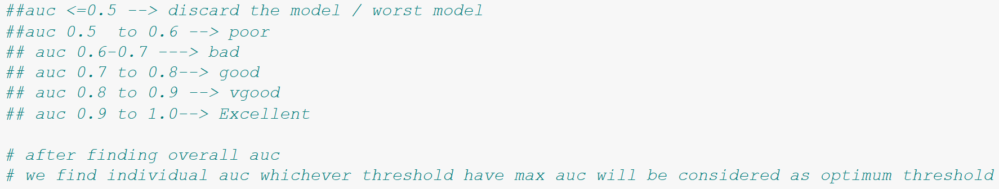 ##auc <=0.5 --> discard the model / worst model
##auc 0.5  to 0.6 --> poor
## auc 0.6-0.7 ---> bad
## auc 0.7 to 0.8--> good
## auc 0.8 to 0.9 --> vgood
## auc 0.9 to 1.0--> Excellent
# after finding overall auc
# we find individual auc whichever threshold have max auc will be considered as optimum threshold